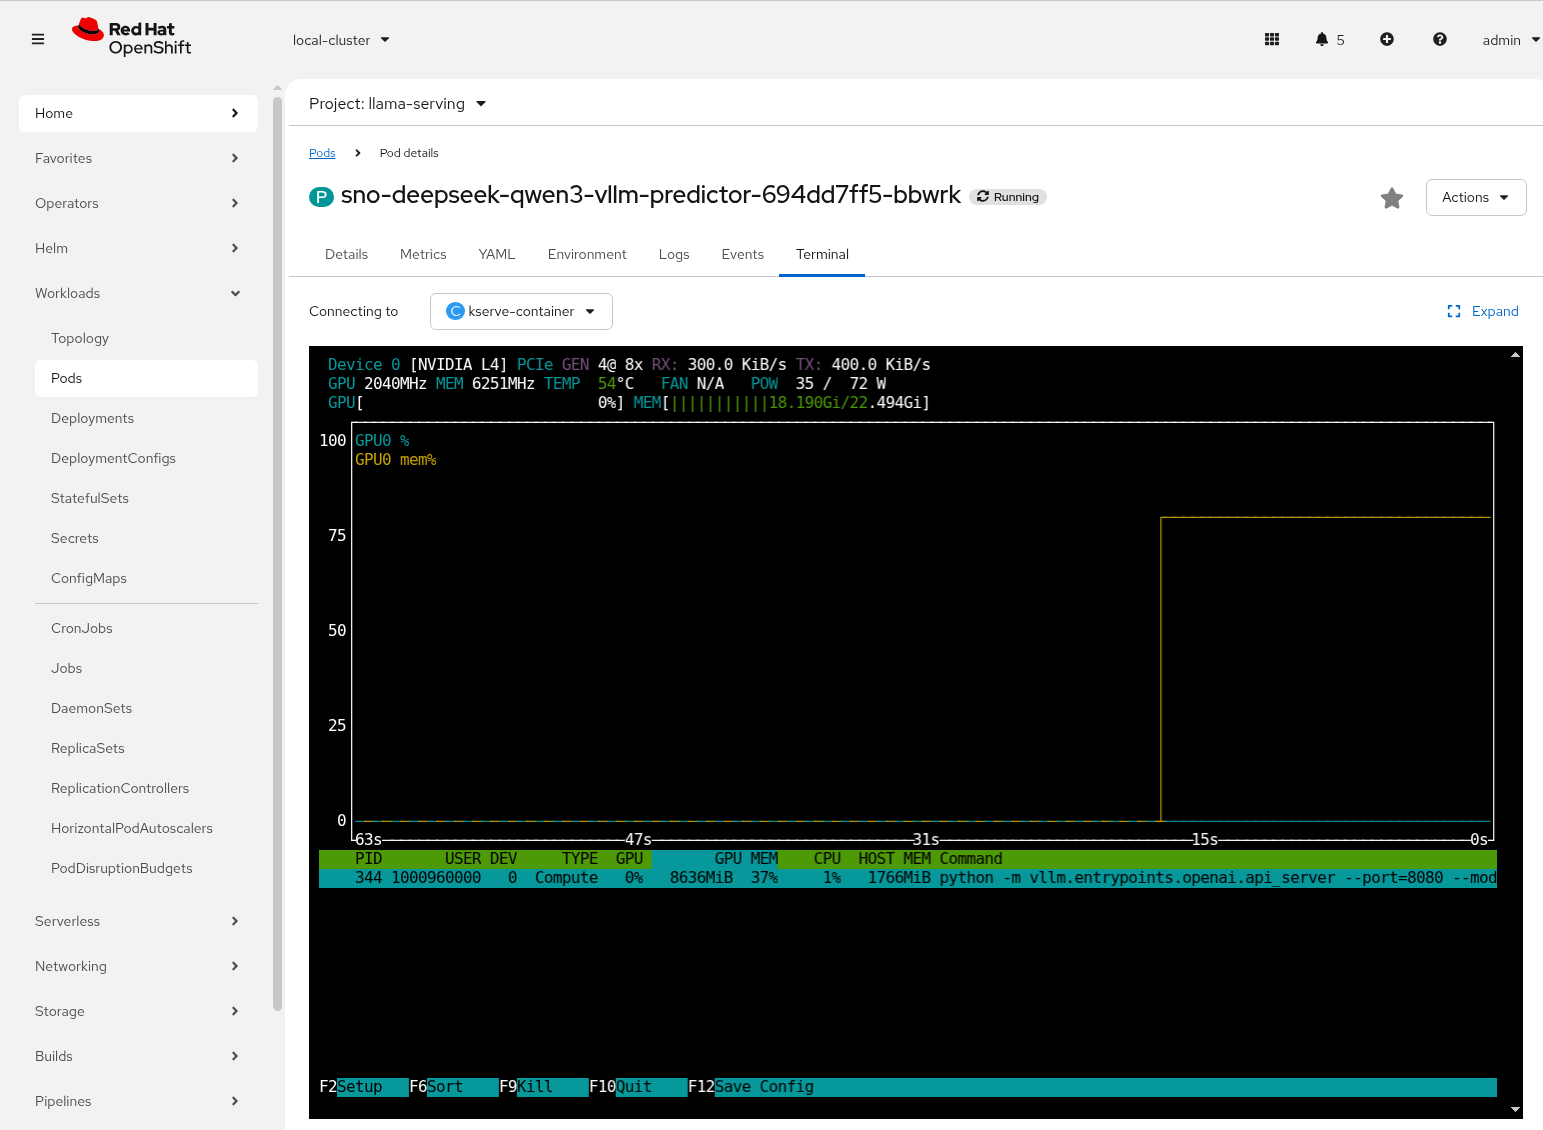 Red Hat
OpenShift
local-cluster
5
admin
Home
Favorites
Operators
Helm
Workloads
Topology
Pods
Deployments
DeploymentConfigs
StatefulSets
Secrets
ConfigMaps
CronJobs
Jobs
DaemonSets
ReplicaSets
ReplicationControllers
HorizontalPodAutoscalers
PodDisruptionBudgets
Serverless
Networking
Storage
Builds
Pipelines
Project: llama-serving
Pods Pod details
P sno-deepseek-qwen3-vllm-predictor-694dd7ff5-bbwrk Running
Actions
Details Metrics YAML Environment Logs Events Terminal
Connecting to C kserve-container Expand
Device 0 [NVIDIA L4] PCIe GEN 4@ 8x RX: 300.0 KiB/s TX: 400.0 KiB/s
GPU 2040MHz MEM 6251MHz TEMP 54°C FAN N/A POW 35 / 72 W
GPU[ 0%] MEM[|||||||||||18.190Gi/22.494Gi]
100 GPU0 %
GPU0 mem%
75
50
25
0
63s 47s 31s 15s 0s
PID USER DEV TYPE GPU GPU MEM CPU HOST MEM Command
344 1000960000 0 Compute 0% 8636MiB 37% 1% 1766MiB python -m vllm.entrypoints.openai.api_server --port=8080 --mod
F2Setup F6Sort F9Kill F10Quit F12Save Config